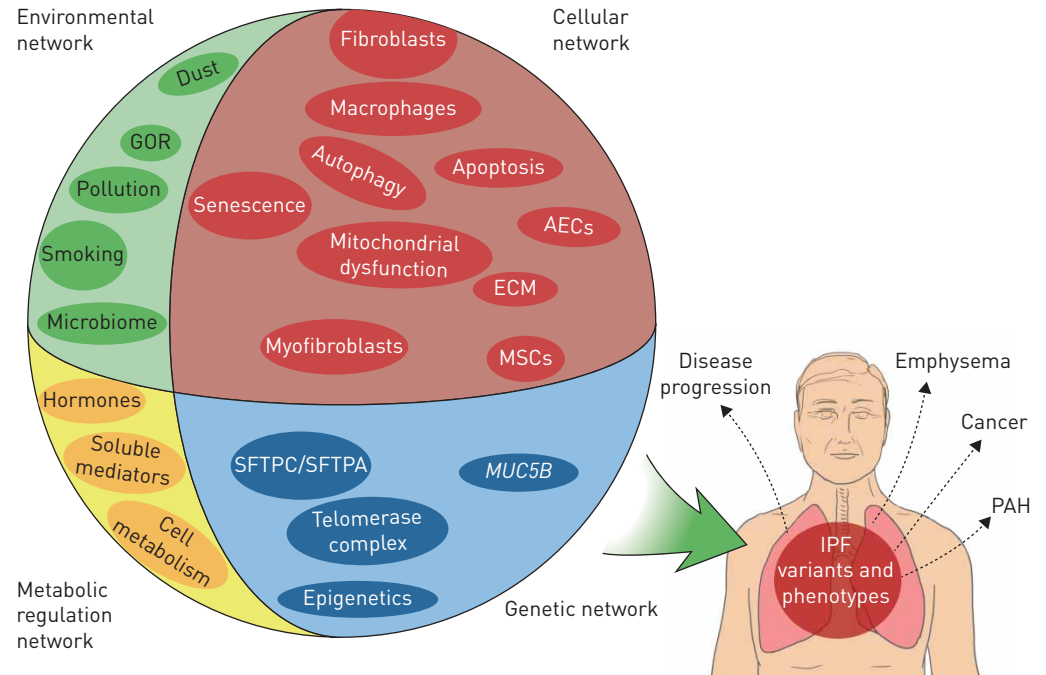 Environmental
network
Cellular
network
Dust
GOR
Pollution
Smoking
Microbiome
Fibroblasts
Macrophages
Autophagy
Apoptosis
Senescence
AECs
Mitochondrial
dysfunction
ECM
Myofibroblasts
MSCs
Hormones
Soluble
mediators
Cell
metabolism
Metabolic
regulation
network
SFTPC/SFTPA
MUC5B
Telomerase
complex
Epigenetics
Genetic network
Disease
progression
Emphysema
Cancer
PAH
IPF
variants and
phenotypes